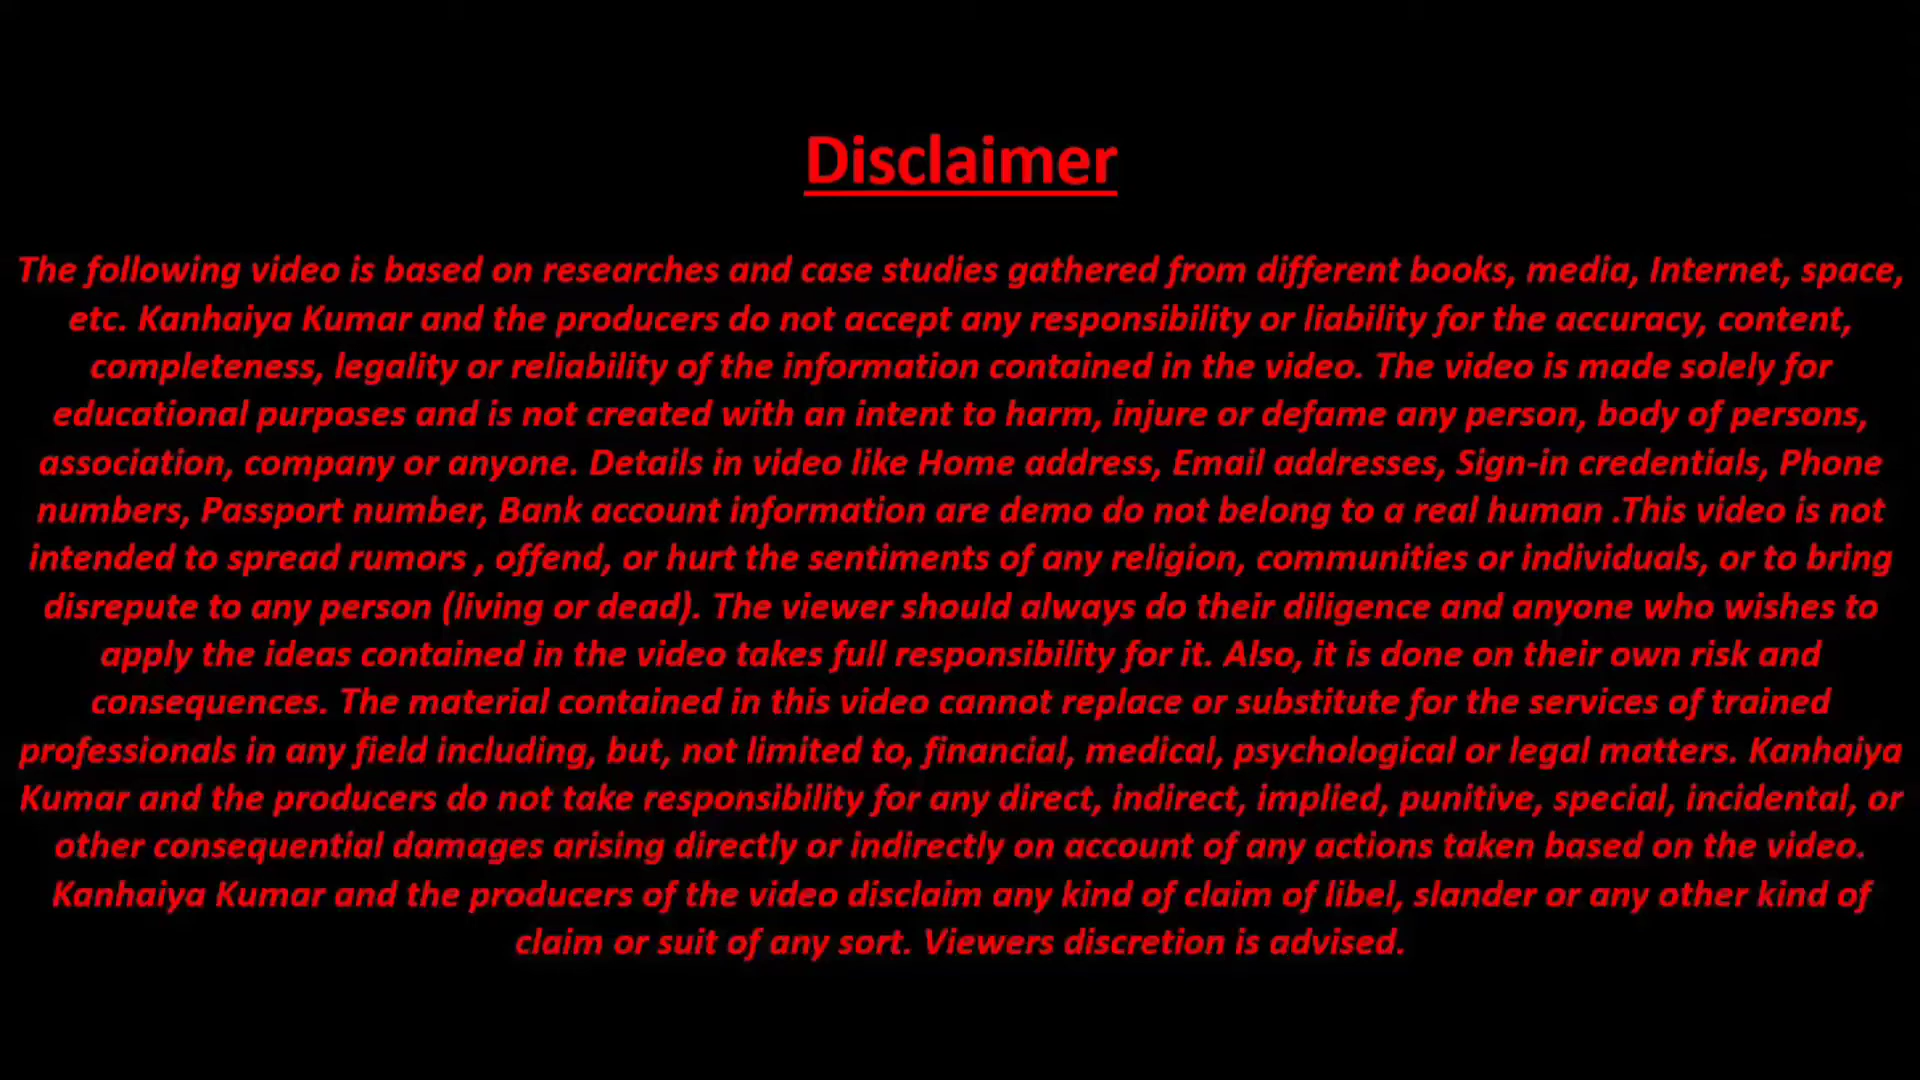 Disclaimer
The following video is based on researches and case studies gathered from different books, media, Internet, space,
etc. Kanhaiya Kumar and the producers do not accept any responsibility or liability for the accuracy, content,
completeness, legality or reliability of the information contained in the video. The video is made solely for
educational purposes and is not created with an intent to harm, injure or defame any person, body of persons,
association, company or anyone. Details in video like Home address, Email addresses, Sign-in credentials, Phone
numbers, Passport number, Bank account information are demo do not belong to a real human .This video is not
intended to spread rumors , offend, or hurt the sentiments of any religion, communities or individuals, or to bring
disrepute to any person (living or dead). The viewer should always do their diligence and anyone who wishes to
apply the ideas contained in the video takes full responsibility for it. Also, it is done on their own risk and
consequences. The material contained in this video cannot replace or substitute for the services of trained
professionals in any field including, but, not limited to, financial, medical, psychological or legal matters. Kanhaiya
Kumar and the producers do not take responsibility for any direct, indirect, implied, punitive, special, incidental, or
other consequential damages arising directly or indirectly on account of any actions taken based on the video.
Kanhaiya Kumar and the producers of the video disclaim any kind of claim of libel, slander or any other kind of
claim or suit of any sort. Viewers discretion is advised.